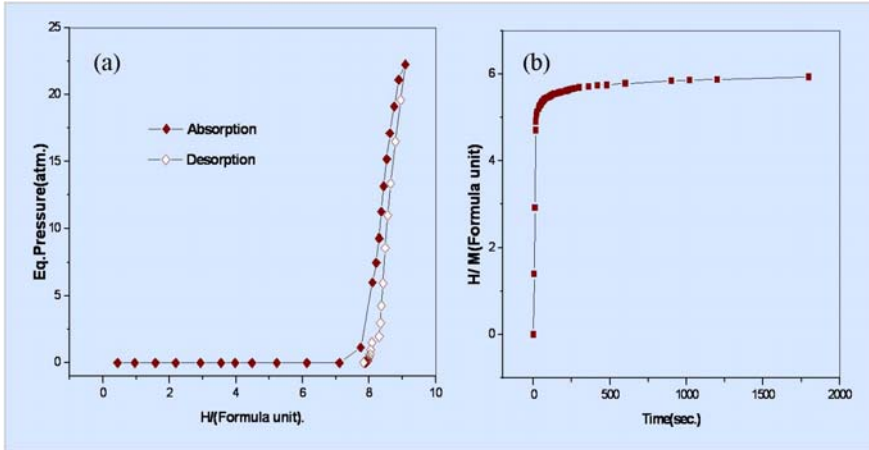 (a)
Absorption
Desorption
Eq.Pressure(atm.)
25
20
15
10
5
0
0 2 4 6 8 10
H/(Formula unit).
(b)
H/ M(Formula unit)
6
4
2
0
0 500 1000 1500 2000
Time(sec.)